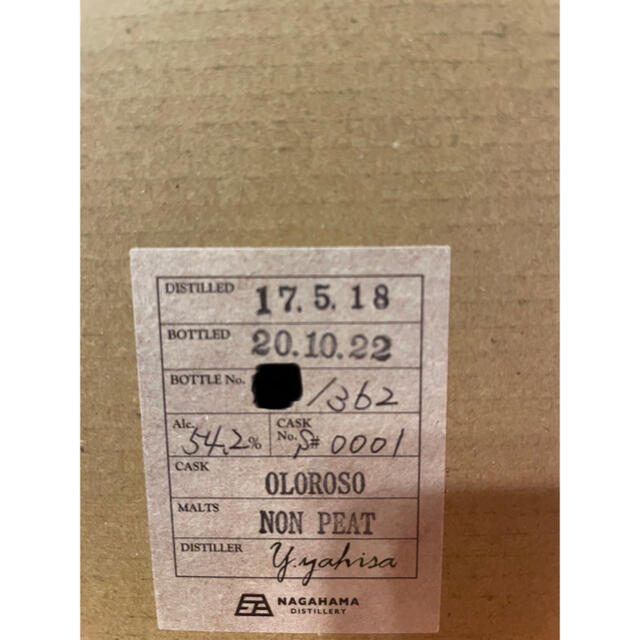 DISTILLED 17.5.18
BOTTLED 20.10.22
BOTTLE No. /362
Alc. 54.2% CASK No. S# 0001
CASK OLOROSO
MALTS NON PEAT
DISTILLER Y.yahisa
NAGAHAMA
DISTILLERY